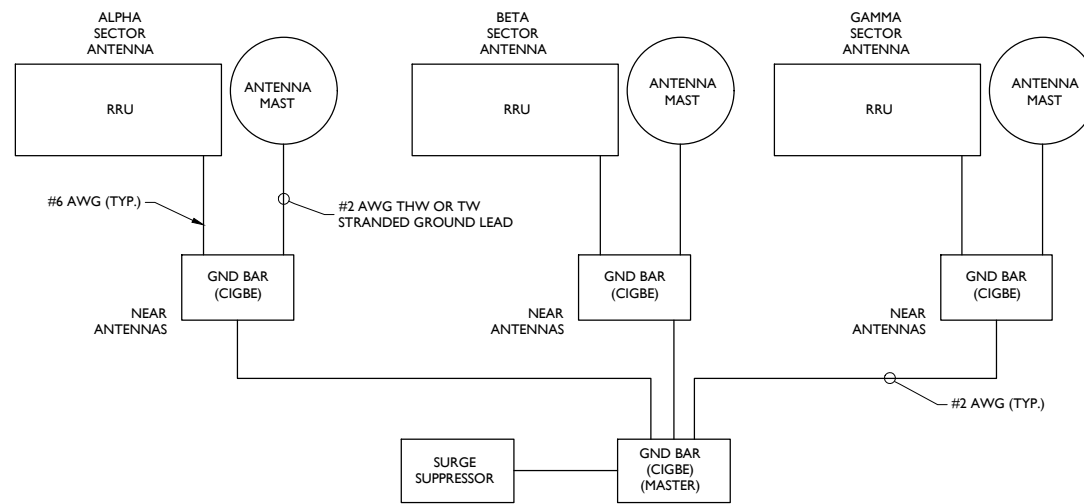 ALPHA
SECTOR
ANTENNA
RRU
ANTENNA
MAST
BETA
SECTOR
ANTENNA
RRU
ANTENNA
MAST
GAMMA
SECTOR
ANTENNA
RRU
ANTENNA
MAST
#6 AWG (TYP.)
#2 AWG THW OR TW
STRANDED GROUND LEAD
GND BAR
(CIGBE)
NEAR
ANTENNAS
GND BAR
(CIGBE)
NEAR
ANTENNAS
GND BAR
(CIGBE)
NEAR
ANTENNAS
#2 AWG (TYP.)
SURGE
SUPPRESSOR
GND BAR
(CIGBE)
(MASTER)